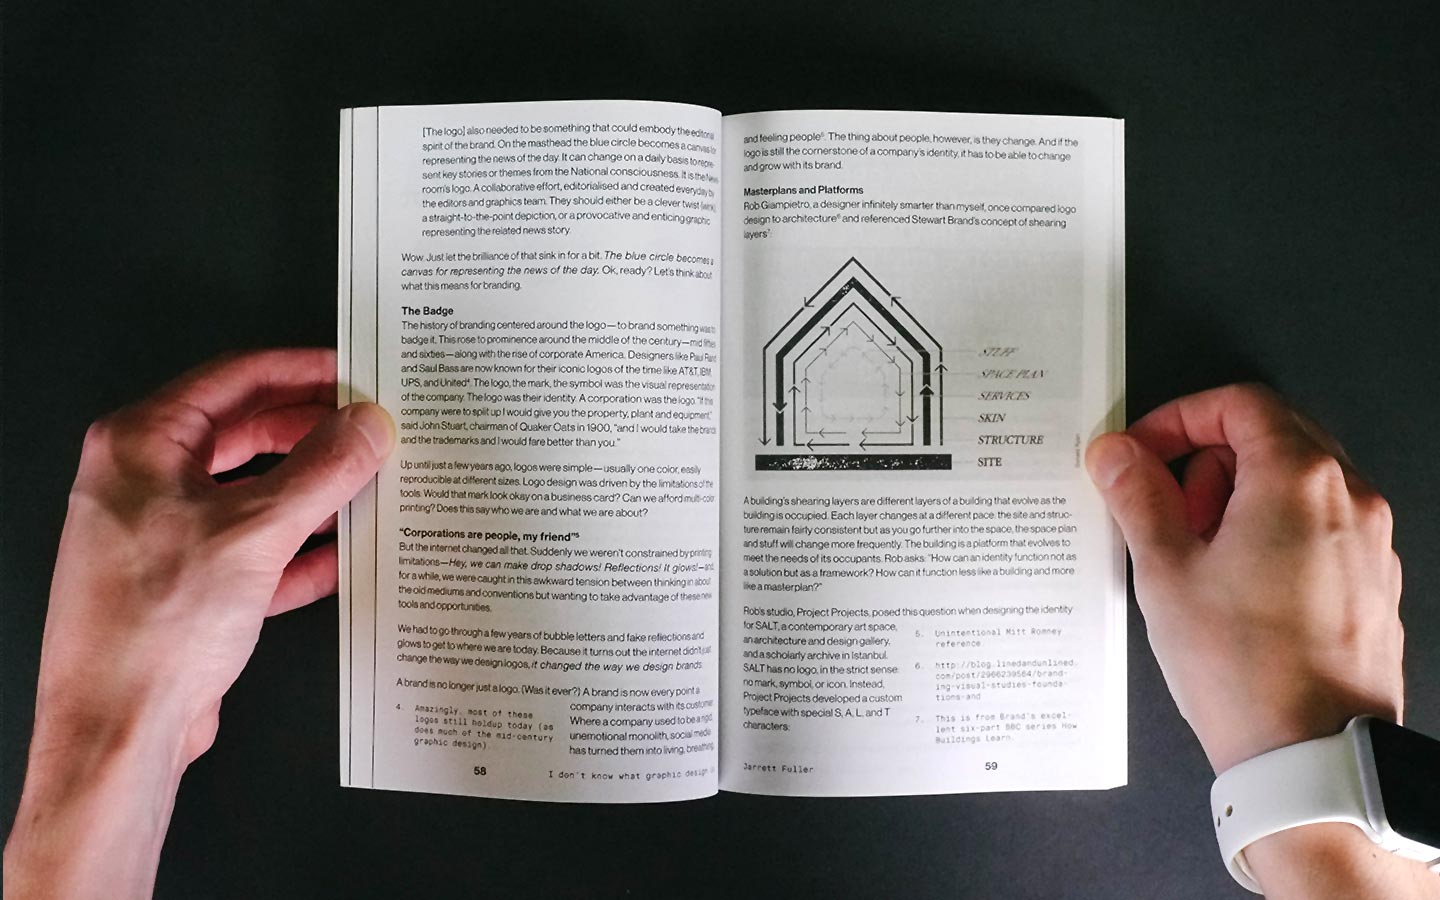 [The logo] also needed to be something that could embody the editorial
spirit of the brand. On the masthead the blue circle becomes a canvas for
representing the news of the day. It can change on a daily basis to repre-
sent key stories or themes from the National consciousness. It is the News-
room's logo. A collaborative effort, editorialised and created everyday by
the editors and graphics team. They should either be a clever twist
a straight-to-the-point depiction, or a provocative and enticing graphic
representing the related news story.
Wow. Just let the brilliance of that sink in for a bit. The blue circle becomes a
canvas for representing the news of the day. Ok, ready? Let's think about
what this means for branding.
The Badge
The history of branding centered around the logo—to brand something was to
badge it. This rose to prominence around the middle of the century—mid fifties
and sixties—along with the rise of corporate America. Designers like Paul Rand
and Saul Bass are now known for their iconic logos of the time like AT&T, IBM,
UPS, and United⁴. The logo, the mark, the symbol was the visual representation
of the company. The logo was their identity. A corporation was the logo. "If this
company were to split up I would give you the property, plant and equipment,"
said John Stuart, chairmen of Quaker Oats in 1900, "and I would take the brands
and the trademarks and I would fare better than you."
Up until just a few years ago, logos were simple—usually one color, easily
reproducible at different sizes. Logo design was driven by the limitations of the
tools. Would that mark look okay on a business card? Can we afford multi-color
printing? Does this say who we are and what we are about?
"Corporations are people, my friend"⁵
But the internet changed all that. Suddenly we weren't constrained by printing
limitations—Hey, we can make drop shadows! Reflections! It glows!—and
for a while, we were caught in this awkward tension between thinking in about
the old mediums and conventions but wanting to take advantage of these new
tools and opportunities.
We had to go through a few years of bubble letters and fake reflections and
glows to get to where we are today. Because it turns out the internet didn't just
change the way we design logos, it changed the way we design brands.
A brand is no longer just a logo. (Was it ever?) A brand is now every point a
company interacts with its customer.
Where a company used to be a rigid,
unemotional monolith, social media
has turned them into living, breathing,
4. Amazingly, most of these
logos still holdup today (as
does much of the mid-century
graphic design).
58
I don't know what graphic design is
and feeling people⁵. The thing about people, however, is they change. And if the
logo is still the cornerstone of a company's identity, it has to be able to change
and grow with its brand.
Masterplans and Platforms
Rob Giampietro, a designer infinitely smarter than myself, once compared logo
design to architecture⁶ and referenced Stewart Brand's concept of shearing
layers⁷:
STUFF
SPACE PLAN
SERVICES
SKIN
STRUCTURE
SITE
A building's shearing layers are different layers of a building that evolve as the
building is occupied. Each layer changes at a different pace: the site and struc-
ture remain fairly consistent but as you go further into the space, the space plan
and stuff will change more frequently. The building is a platform that evolves to
meet the needs of its occupants. Rob asks: "How can an identity function not as
a solution but as a framework? How can it function less like a building and more
like a masterplan?"
Rob's studio, Project Projects, posed this question when designing the identity
for SALT, a contemporary art space,
an architecture and design gallery,
and a scholarly archive in Istanbul.
SALT has no logo, in the strict sense:
no mark, symbol, or icon. Instead,
Project Projects developed a custom
typeface with special S, A, L, and T
characters:
5. Unintentional Mitt Romney
reference
6. http://blog.linedandunlined.
com/post/2906239564/brand-
ing-visual-studies-founda-
tions-and
7. This is from Brand's excel-
lent six-part BBC series How
Buildings Learn.
Jarrett Fuller
59